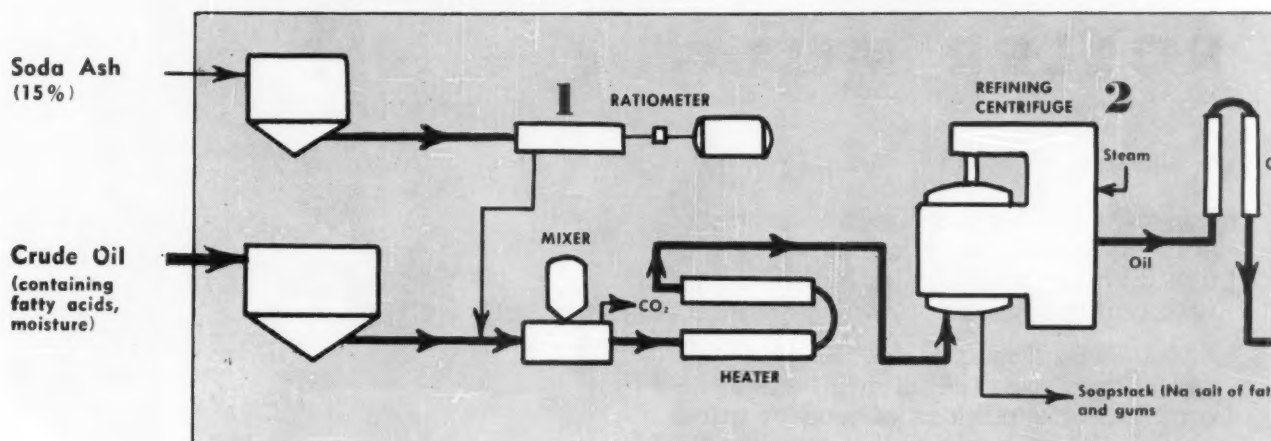 Soda Ash
(15%)
1
RATIOMETER
REFINING
CENTRIFUGE
2
Steam
Crude Oil
(containing
fatty acids,
moisture)
MIXER
CO₂
HEATER
Oil
Soapstack (Na salt of fat
and gums